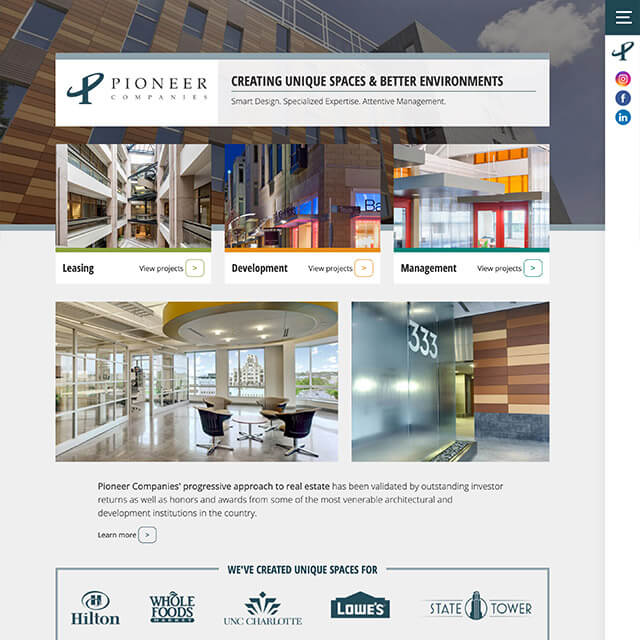 PIONEER
COMPANIES
CREATING UNIQUE SPACES & BETTER ENVIRONMENTS
Smart Design. Specialized Expertise. Attentive Management.
Ba
Leasing View projects >
Development View projects >
Management View projects >
333
Pioneer Companies' progressive approach to real estate has been validated by outstanding investor
returns as well as honors and awards from some of the most venerable architectural and
development institutions in the country.
Learn more >
WE'VE CREATED UNIQUE SPACES FOR
Hilton
WHOLE
FOODS
MARKET
UNC CHARLOTTE
LOWE'S
STATE TOWER